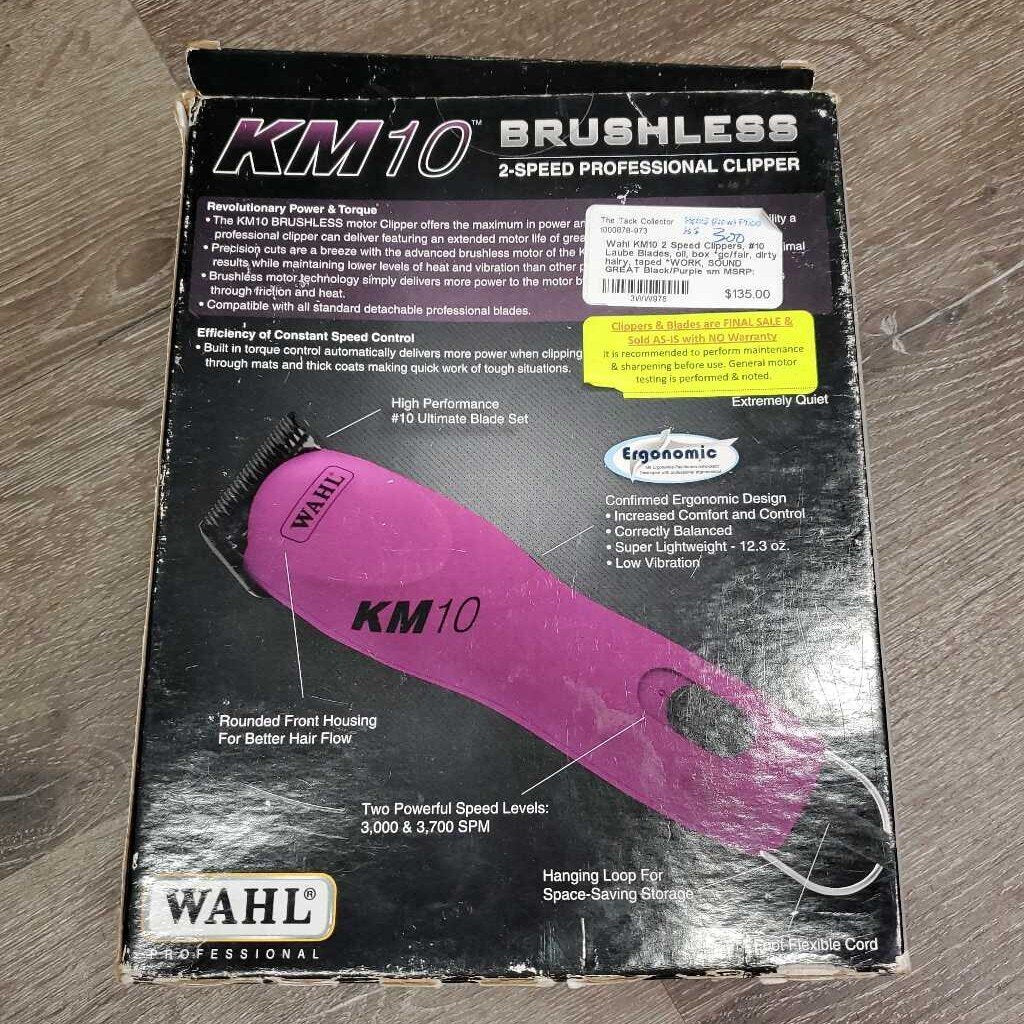 KM10™ BRUSHLESS
2-SPEED PROFESSIONAL CLIPPER
Revolutionary Power & Torque
• The KM10 BRUSHLESS motor Clipper offers the maximum in power
professional clipper can deliver featuring an extended motor life of
• Precision cuts are a breeze with the advanced brushless motor of the
results while maintaining lower levels of heat and vibration than other
• Brushless motor technology simply delivers more power to the motor
through friction and heat.
• Compatible with all standard detachable professional blades.
The Tack Collector
t000878-973
300
Wahl KM10 2 Speed Clippers, #10
Laube Blades, oil, box *gc/fair, dirty
hairy, taped *WORK, SOUND
GREAT Black/Purple sm MSRP:
3WW975
$135.00
Clippers & Blades are FINAL SALE &
Sold AS-IS with NO Warranty
It is recommended to perform maintenance
& sharpening before use. General motor
testing is performed & noted.
Efficiency of Constant Speed Control
• Built in torque control automatically delivers more power when clipping
through mats and thick coats making quick work of tough situations.
Extremely Quiet
High Performance
#10 Ultimate Blade Set
Ergonomic
Confirmed Ergonomic Design
• Increased Comfort and Control
• Correctly Balanced
• Super Lightweight - 12.3 oz.
• Low Vibration
WAHL
KM10
Rounded Front Housing
For Better Hair Flow
Two Powerful Speed Levels:
3,000 & 3,700 SPM
Hanging Loop For
Space-Saving Storage
Foot Flexible Cord
WAHL®
PROFESSIONAL